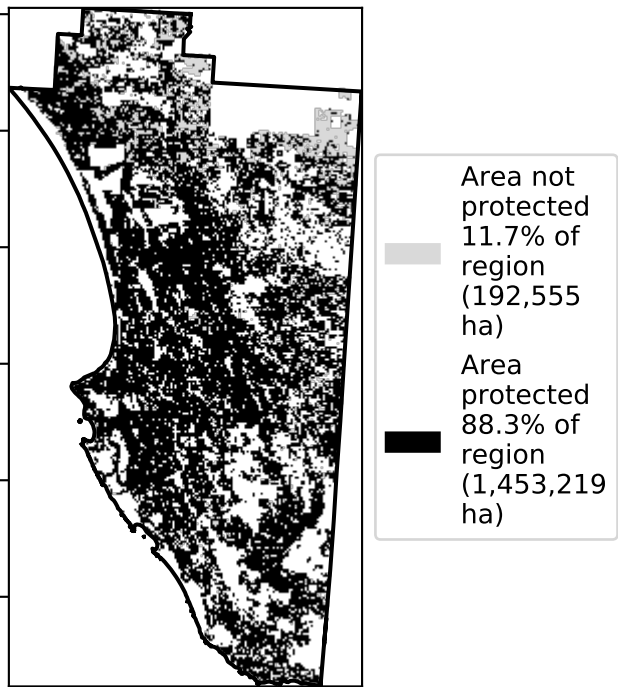 Area not
protected
11.7% of
region
(192,555
ha)
Area
protected
88.3% of
region
(1,453,219
ha)